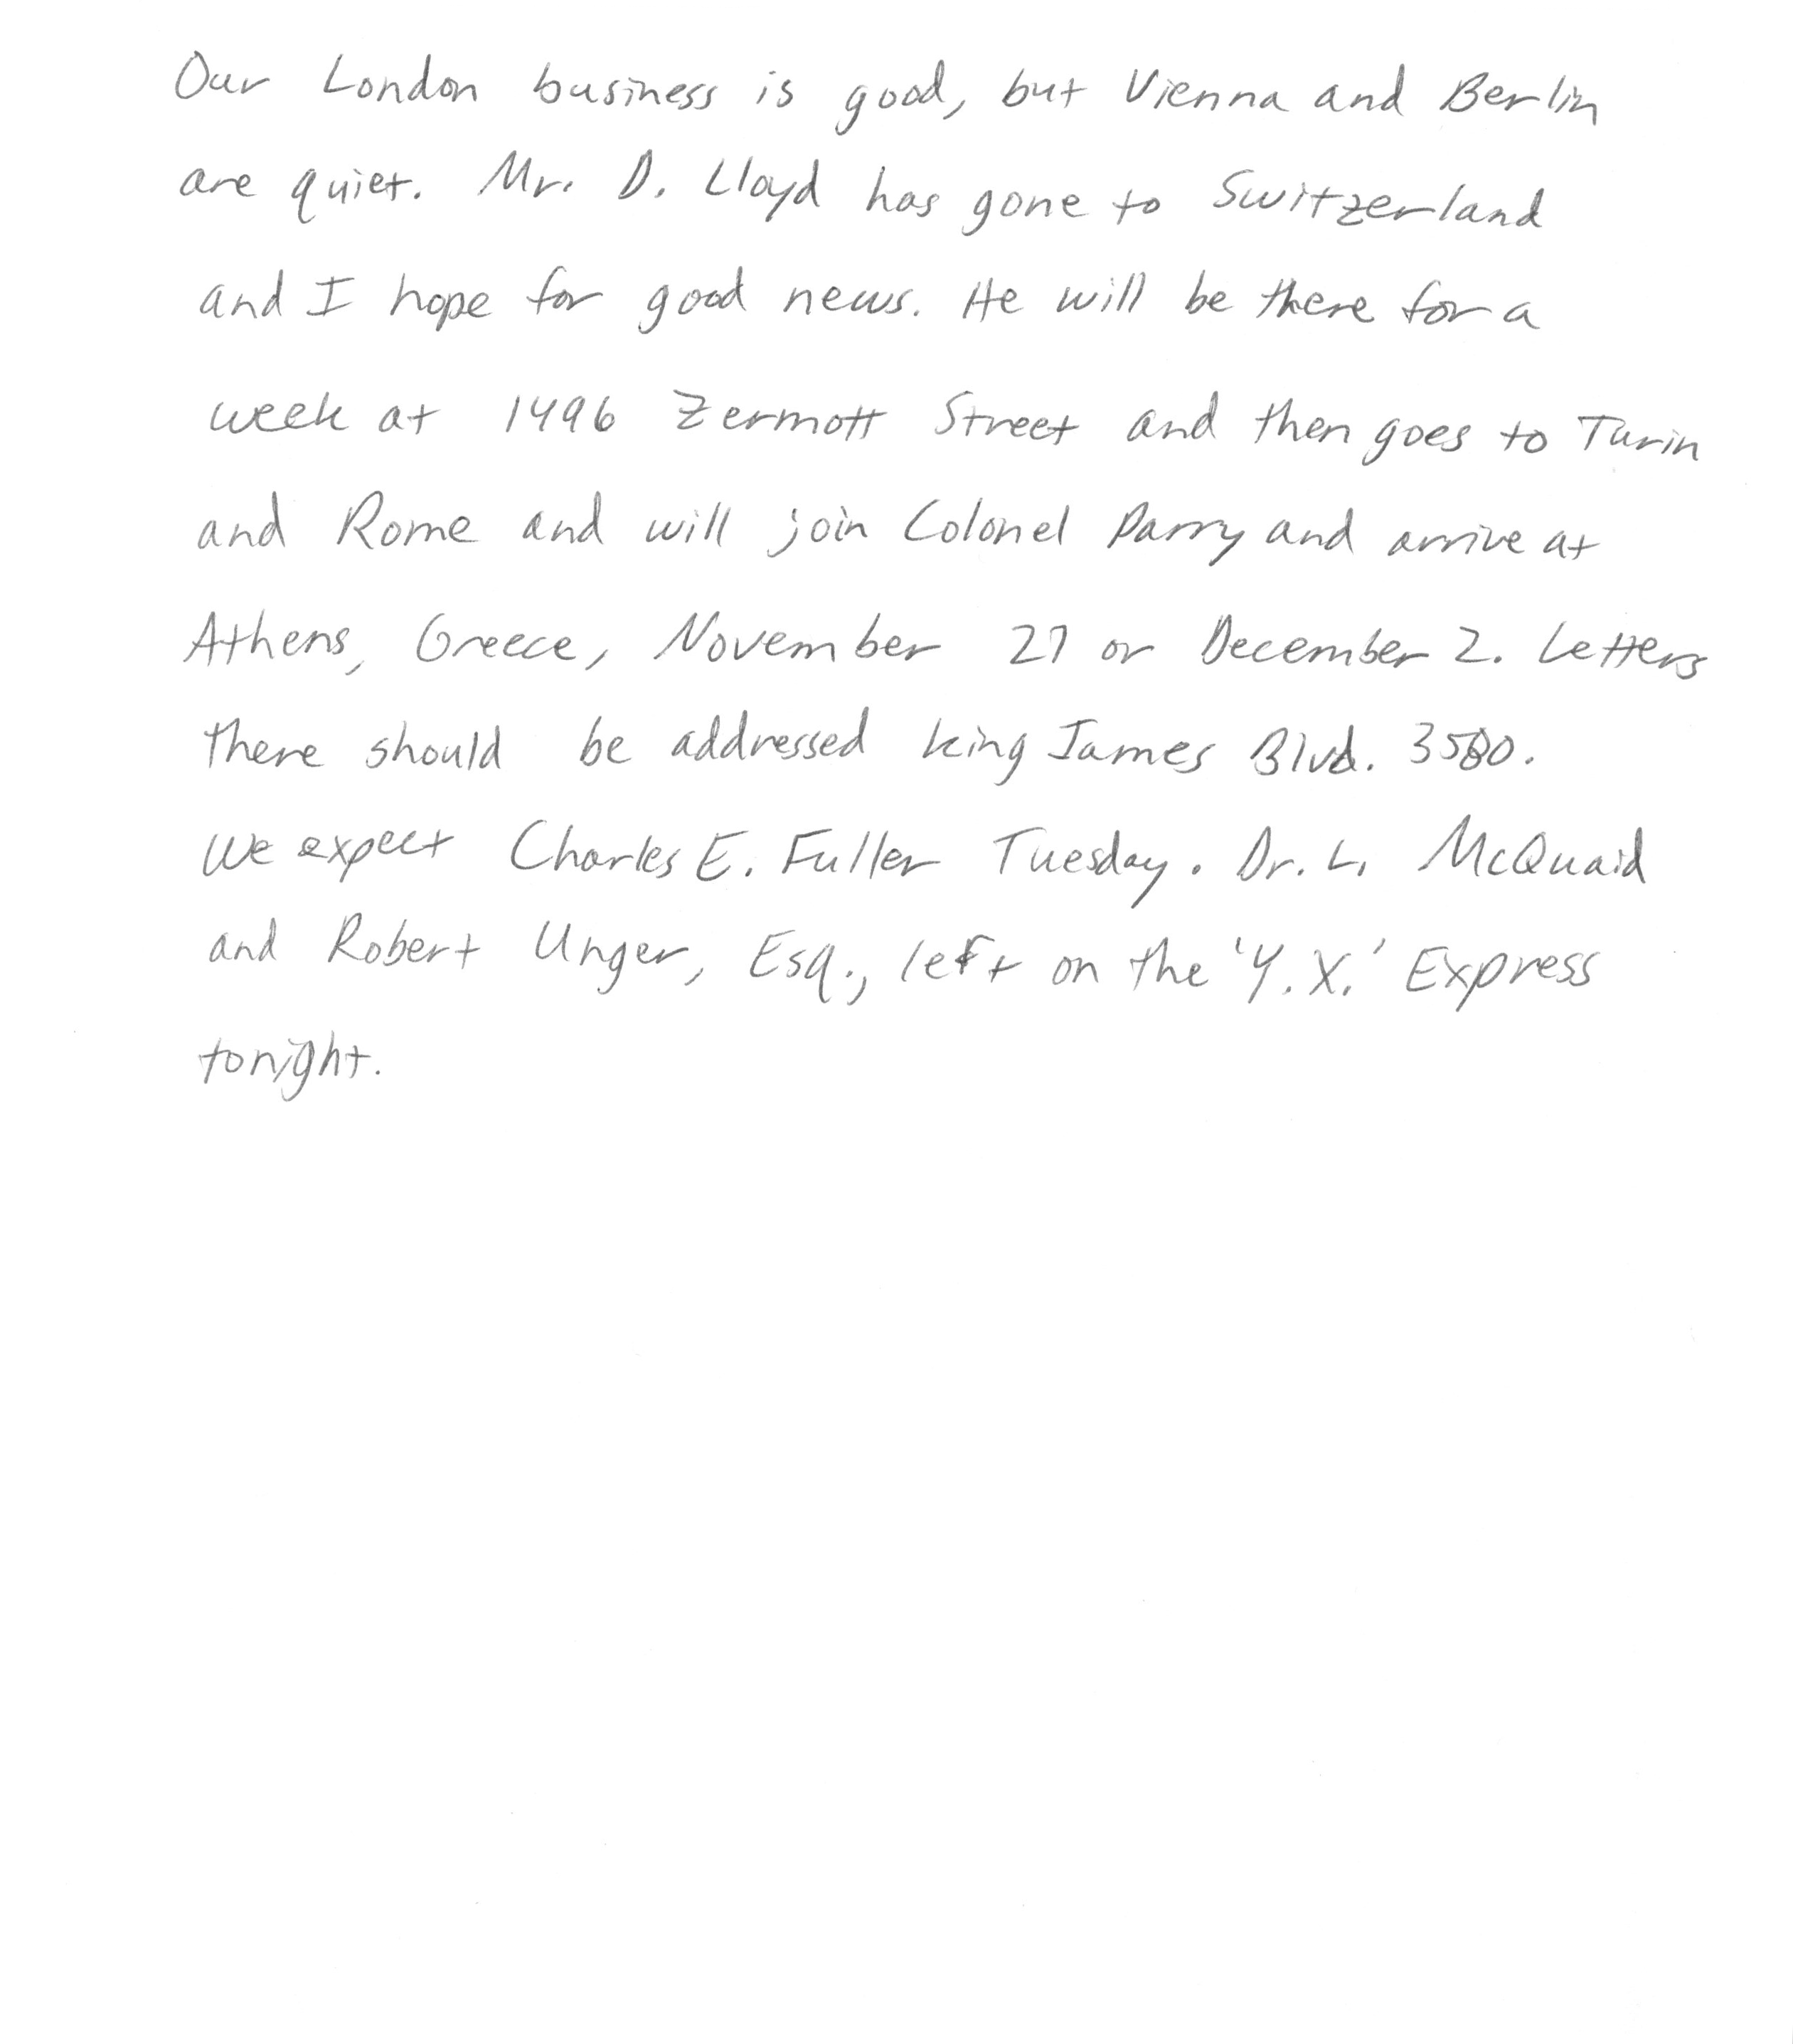 Our London business is good, but Vienna and Berlin
are quiet. Mr. D. Lloyd has gone to Switzerland
and I hope for good news. He will be there for a
week at 1496 Zermott Street and then goes to Turin
and Rome and will join Colonel Parry and arrive at
Athens, Greece, November 27 or December 2. Letters
there should be addressed King James Blvd. 3580.
We expect Charles E. Fuller Tuesday. Dr. L. McQuaid
and Robert Unger, Esq., left on the 'Y.X.' Express
tonight.